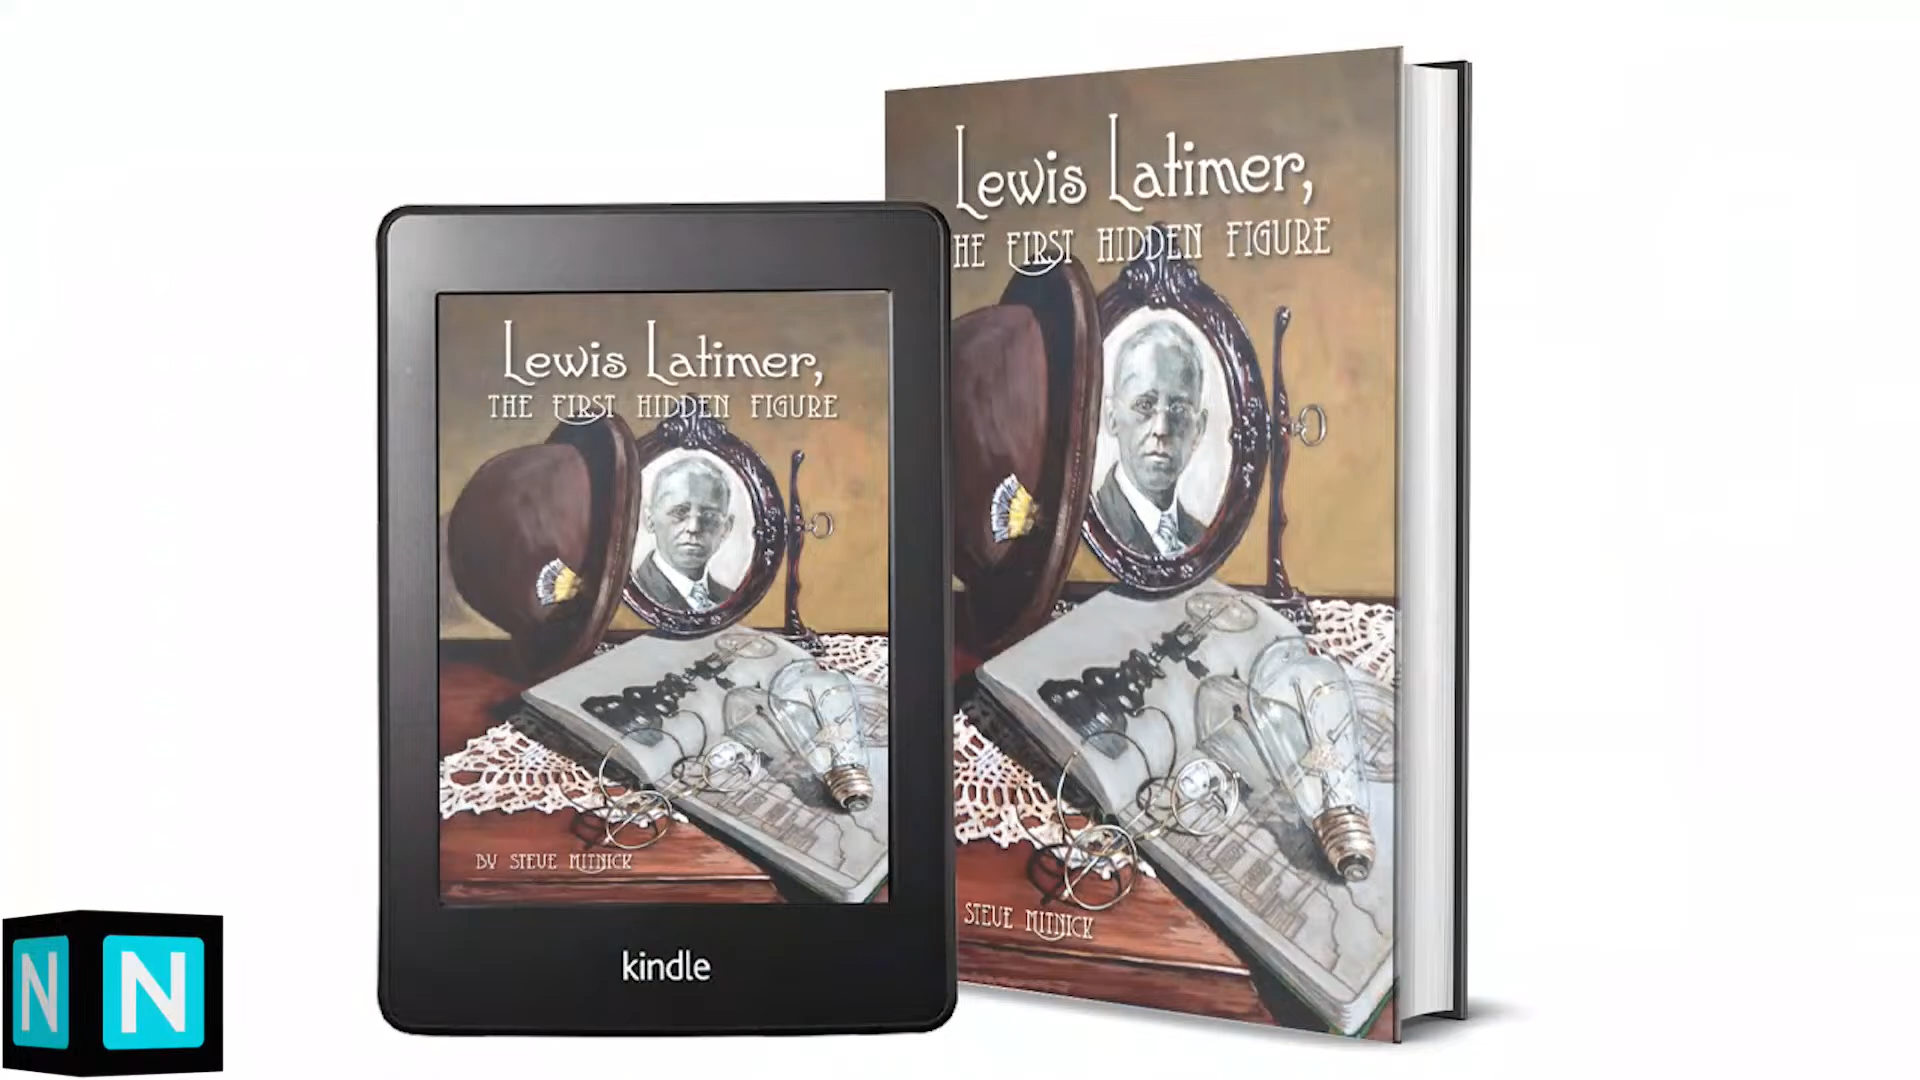 Lewis Latimer,
THE FIRST HIDDEN FIGURE
BY STEVE MITNICK
kindle
Lewis Latimer,
HE FIRST HIDDEN FIGURE
STEVE MITNICK
N N